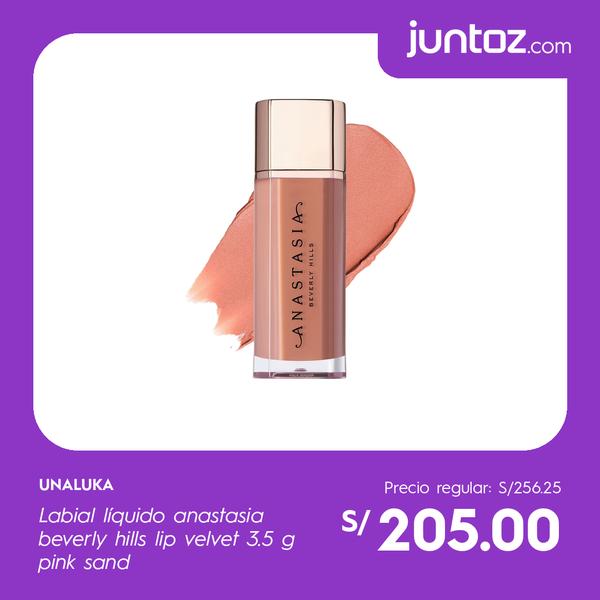 juntoz.com
ANASTASIA
BEVERLY HILLS
UNALUKA
Labial líquido anastasia
beverly hills lip velvet 3.5 g
pink sand
Precio regular: S/256.25
S/ 205.00